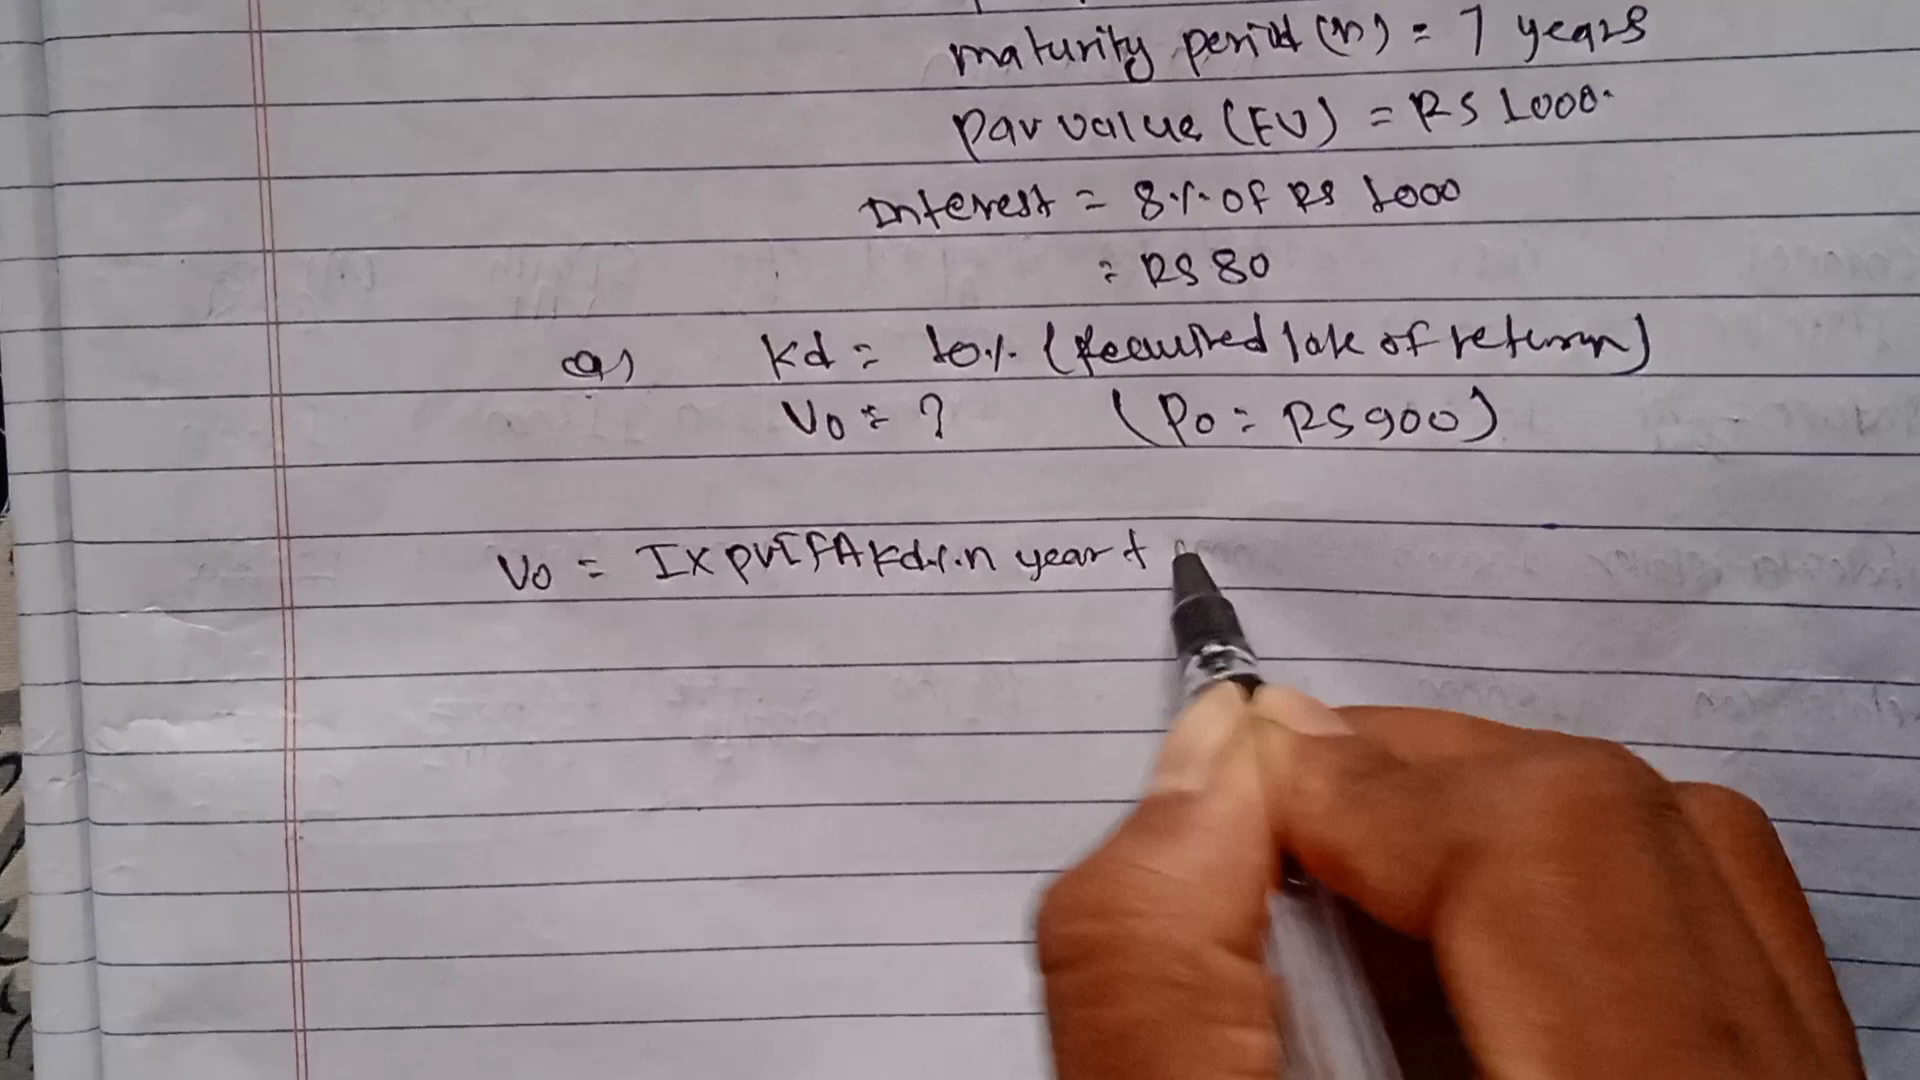 maturity period (n) = 7 years
par value (FV) = RS 1000.
Interest = 8% of RS 1000
= RS 80
a) Kd = 10% (Required rate of return)
V0 = ? (P0 = RS 900)
V0 = I X PVIFA Kd%.n year +